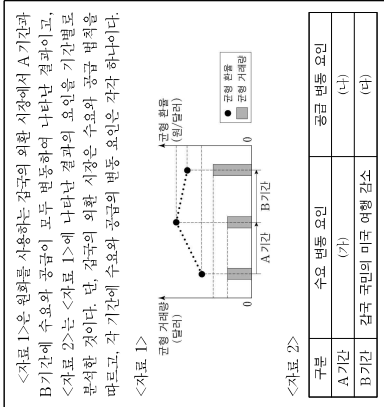 <자료 1>은 원화를 사용하는 갑국의 외환 시장에서 A기간과
B기간에 수요와 공급이 모두 변동하여 나타난 결과이고,
<자료 2>는 <자료 1>에 나타난 결과의 요인을 기간별로
분석한 것이다. 단, 갑국의 외환 시장은 수요와 공급 법칙을
따르고, 각 기간에 수요와 공급의 변동 요인은 각각 하나이다.
<자료 1>
균형 거래량
(달러)
균형 환율
(원/달러)
● 균형 환율
■ 균형 거래량
0
0
A기간
B기간
<자료 2>
구분 수요 변동 요인 공급 변동 요인
A기간 (가) (나)
B기간 갑국 국민의 미국 여행 감소 (다)